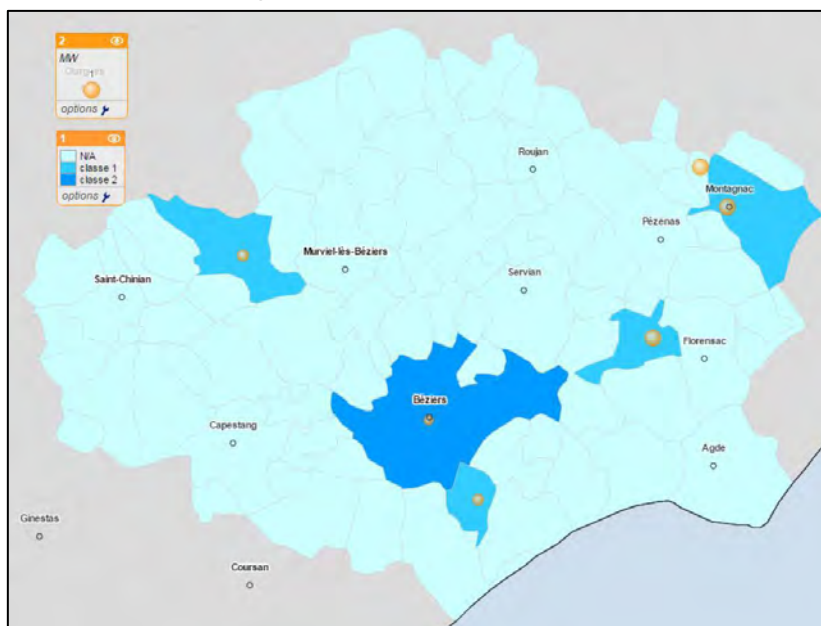 2
MW
1
options
1
N/A
classe 1
classe 2
options
Roujan
Montagnac
Pézenas
Murviel-lès-Béziers
Saint-Chinian
Servian
Florensac
Béziers
Capestang
Agde
Ginestas
Coursan